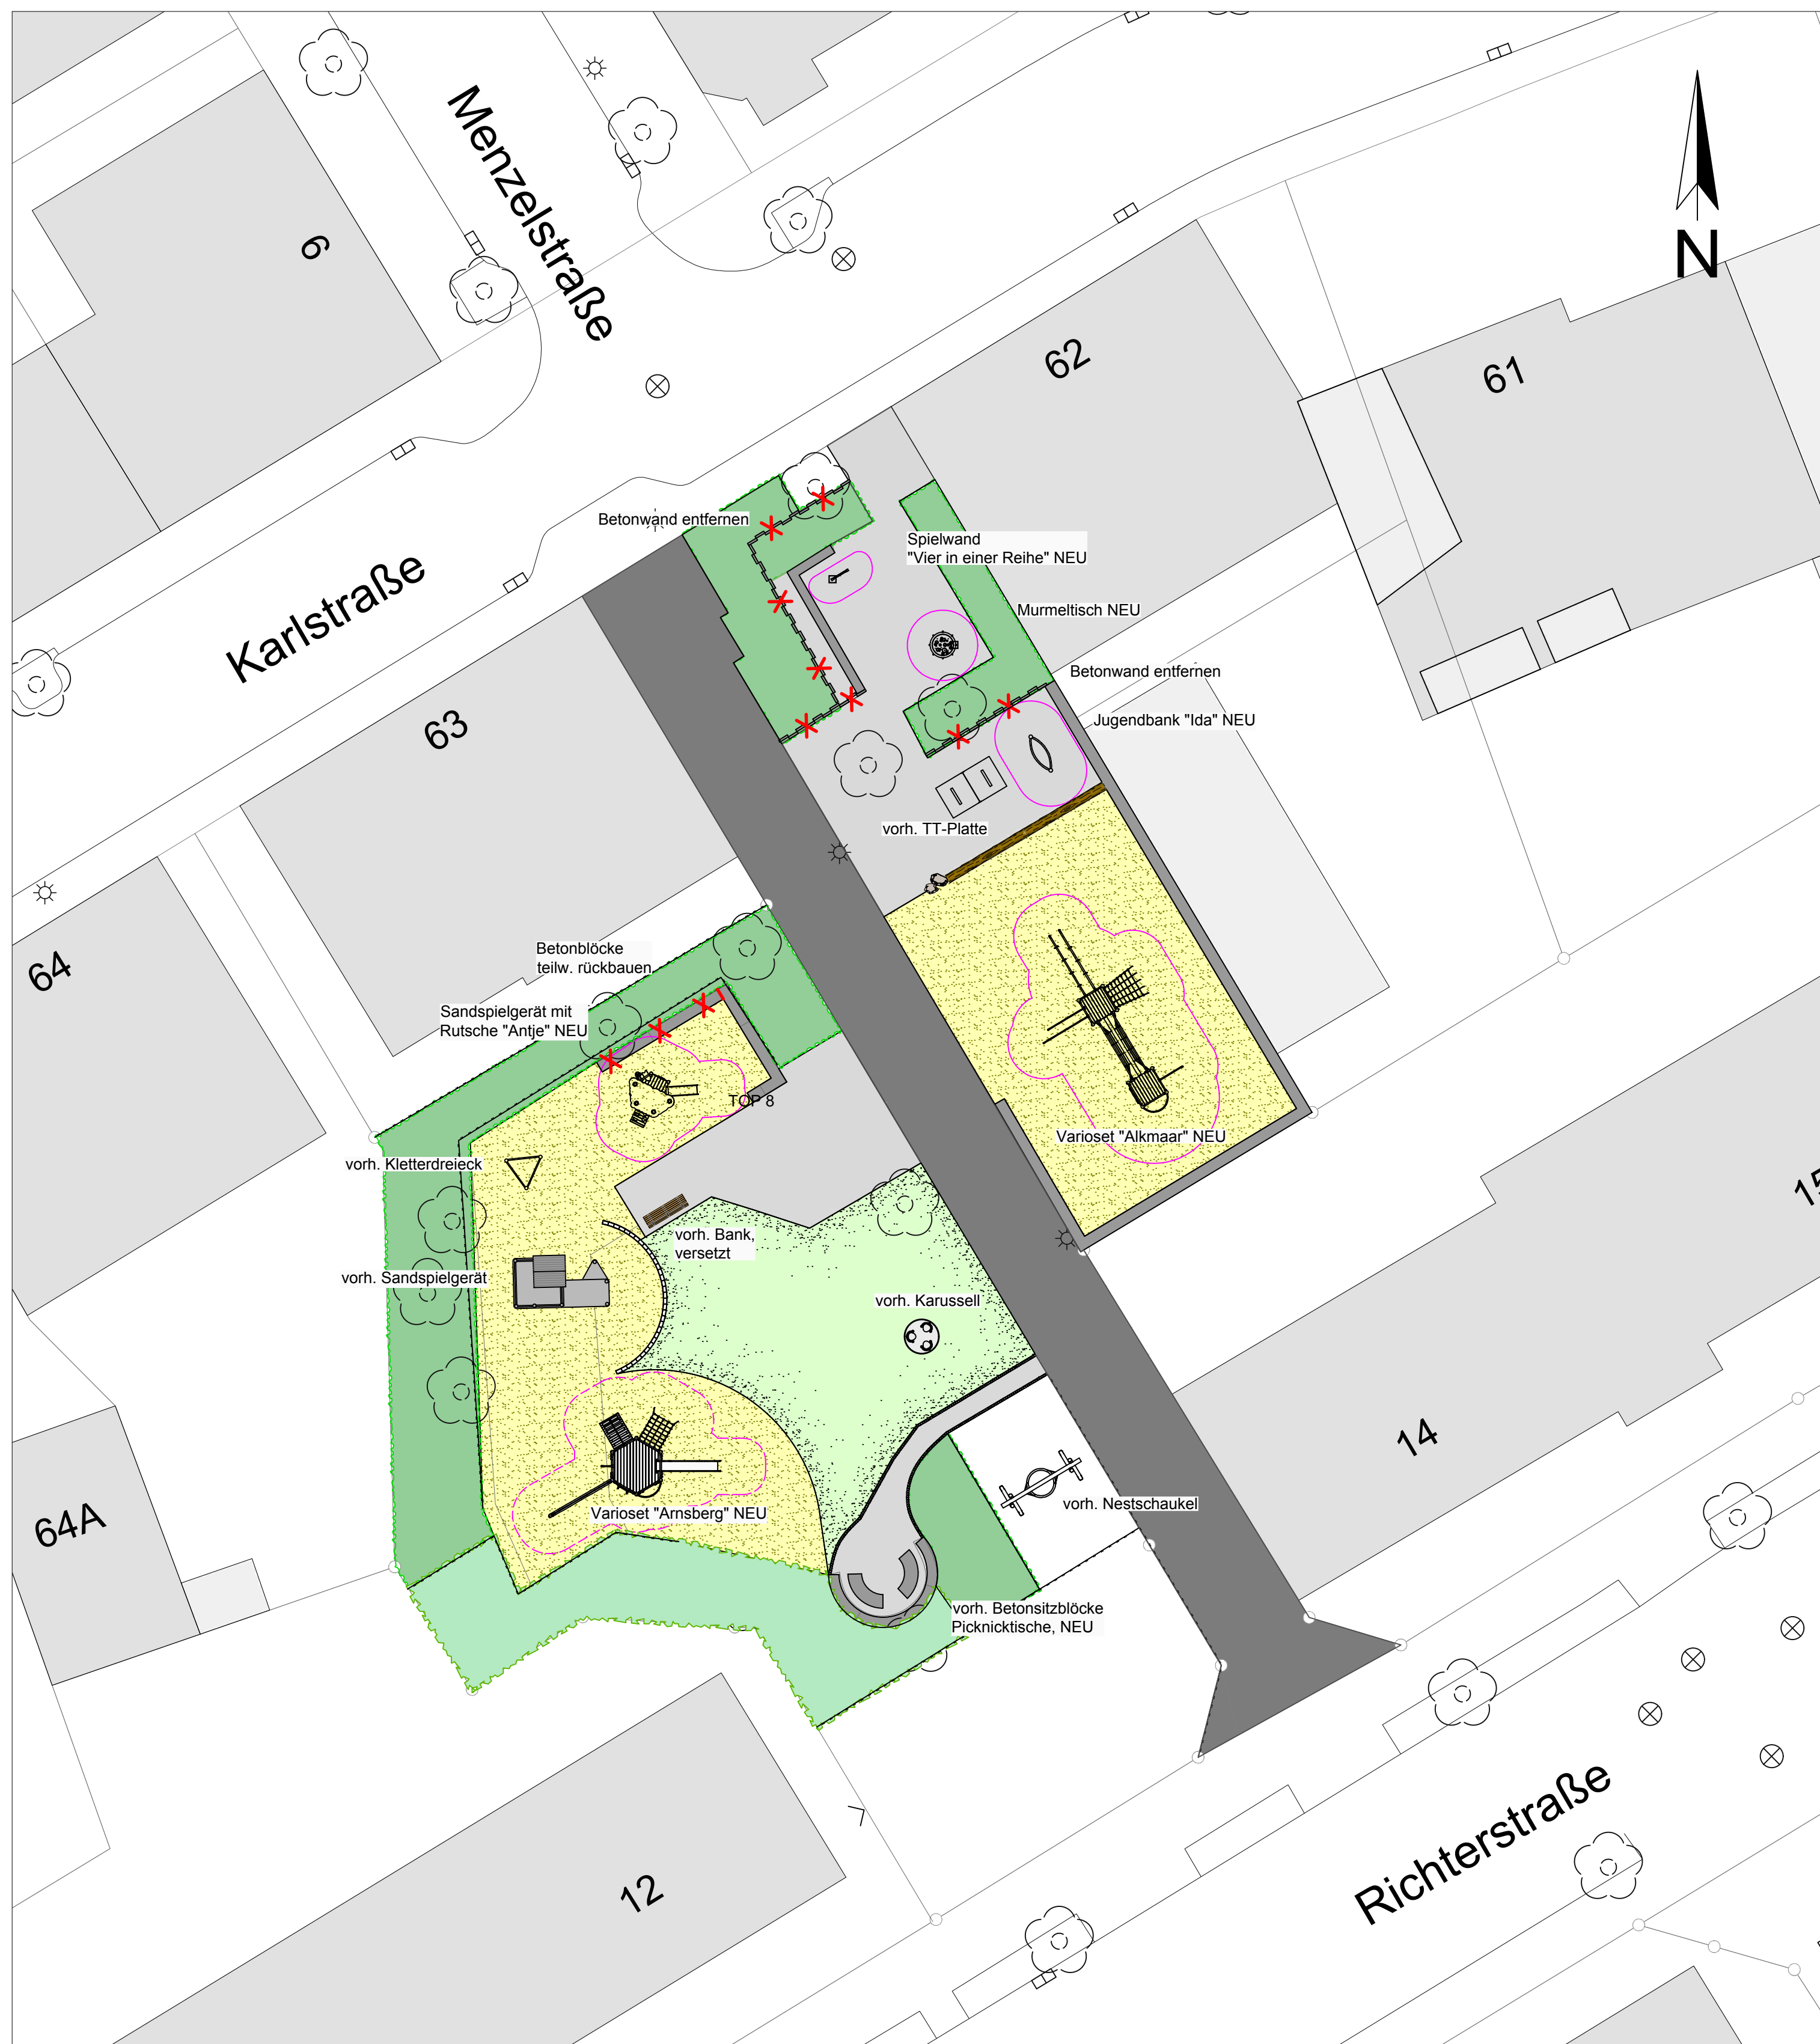 Menzelstraße
6
N
62
61
Betonwand entfernen
Spielwand
"Vier in einer Reihe" NEU
Karlstraße
Murmeltisch NEU
Betonwand entfernen
63
Jugendbank "Ida" NEU
vorh. TT-Platte
64
Betonblöcke
teilw. rückbauen
Sandspielgerät mit
Rutsche "Antje" NEU
TOP 8
Varioset "Alkmaar" NEU
vorh. Kletterdreieck
15
vorh. Bank,
versetzt
vorh. Sandspielgerät
vorh. Karussell
14
vorh. Nestschaukel
Varioset "Arnsberg" NEU
64A
vorh. Betonsitzblöcke
Picknicktische, NEU
Richterstraße
12